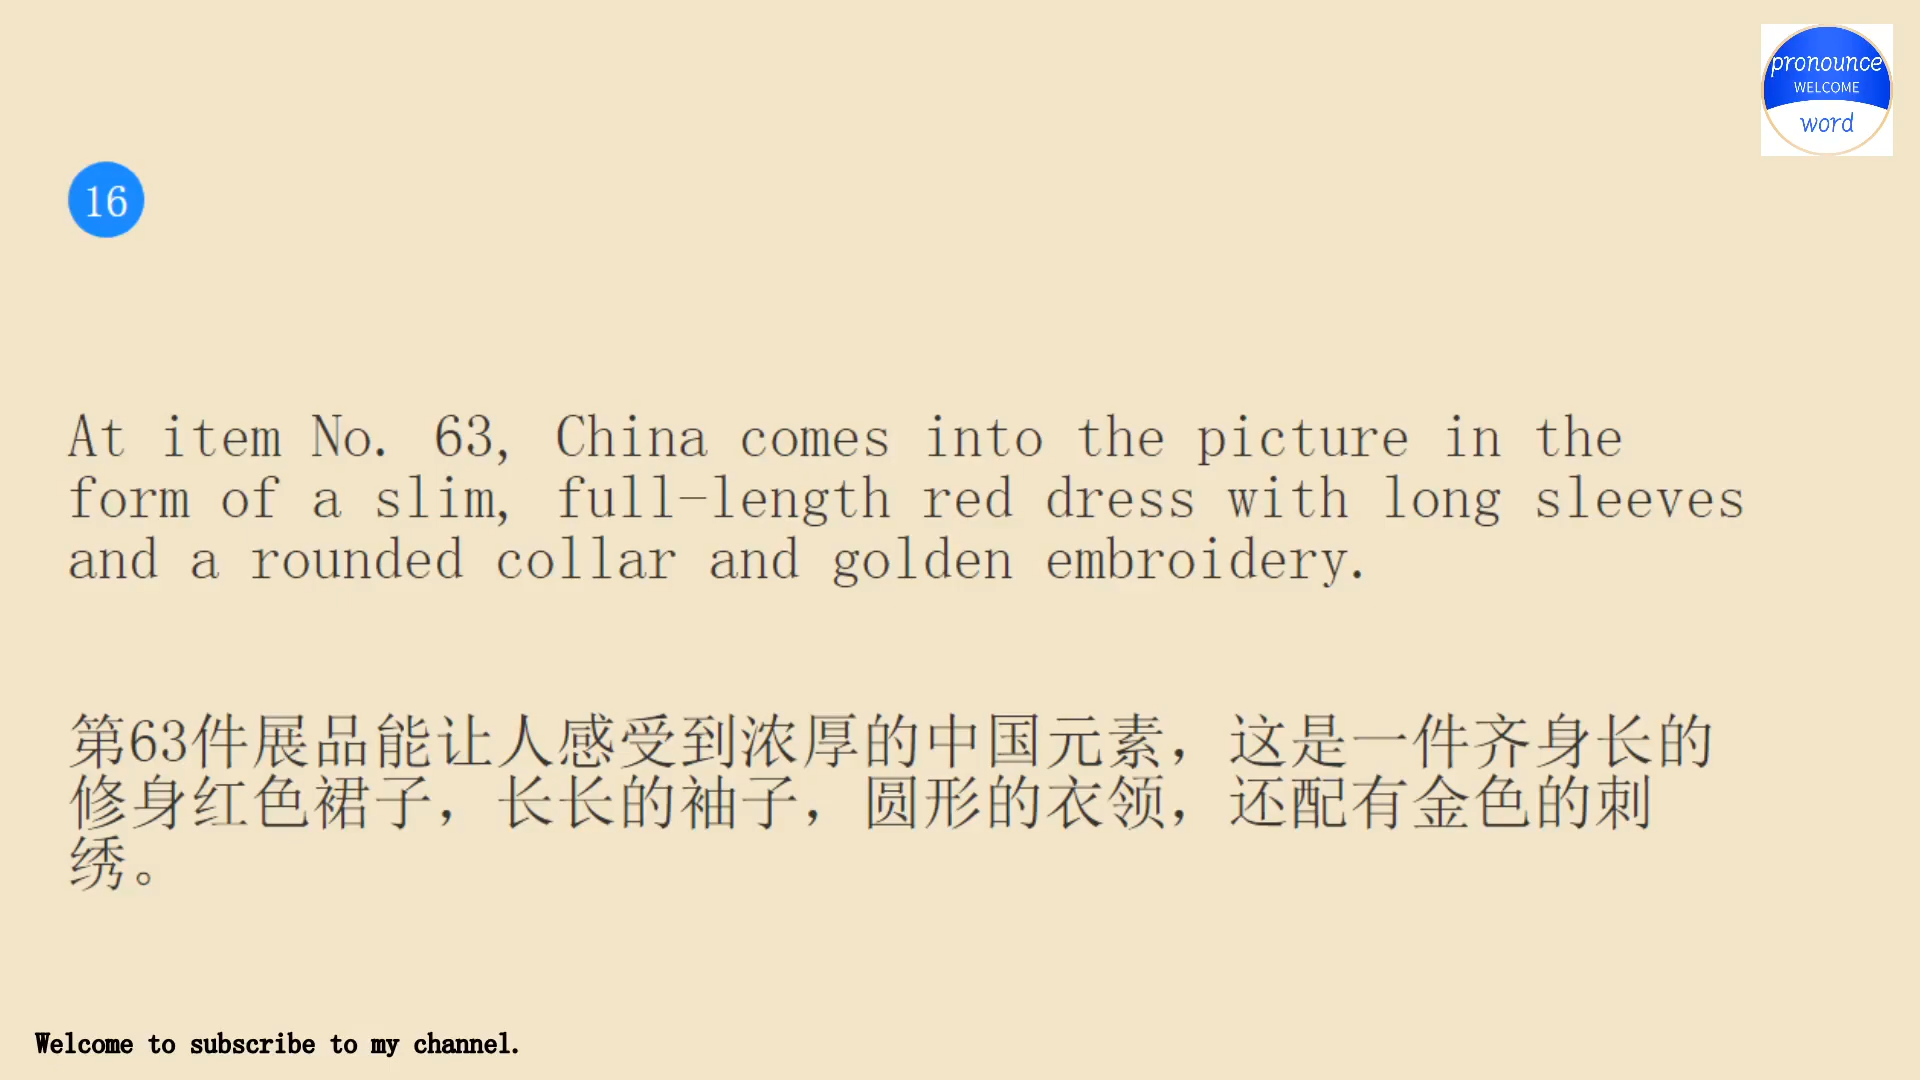 pronounce
WELCOME
word
16
At item No. 63, China comes into the picture in the
form of a slim, full-length red dress with long sleeves
and a rounded collar and golden embroidery.
第63件展品能让人感受到浓厚的中国元素，这是一件齐身长的
修身红色裙子，长长的袖子，圆形的衣领，还配有金色的刺
绣。
Welcome to subscribe to my channel.